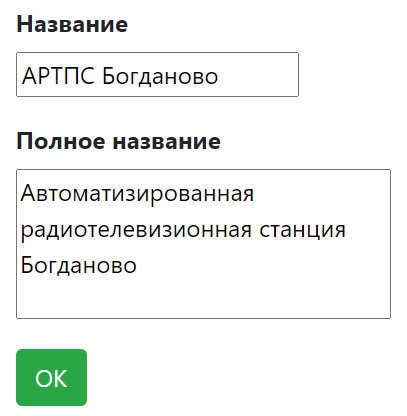 Название
АРТПС Богданово
Полное название
Автоматизированная
радиотелевизионная станция
Богданово
OK